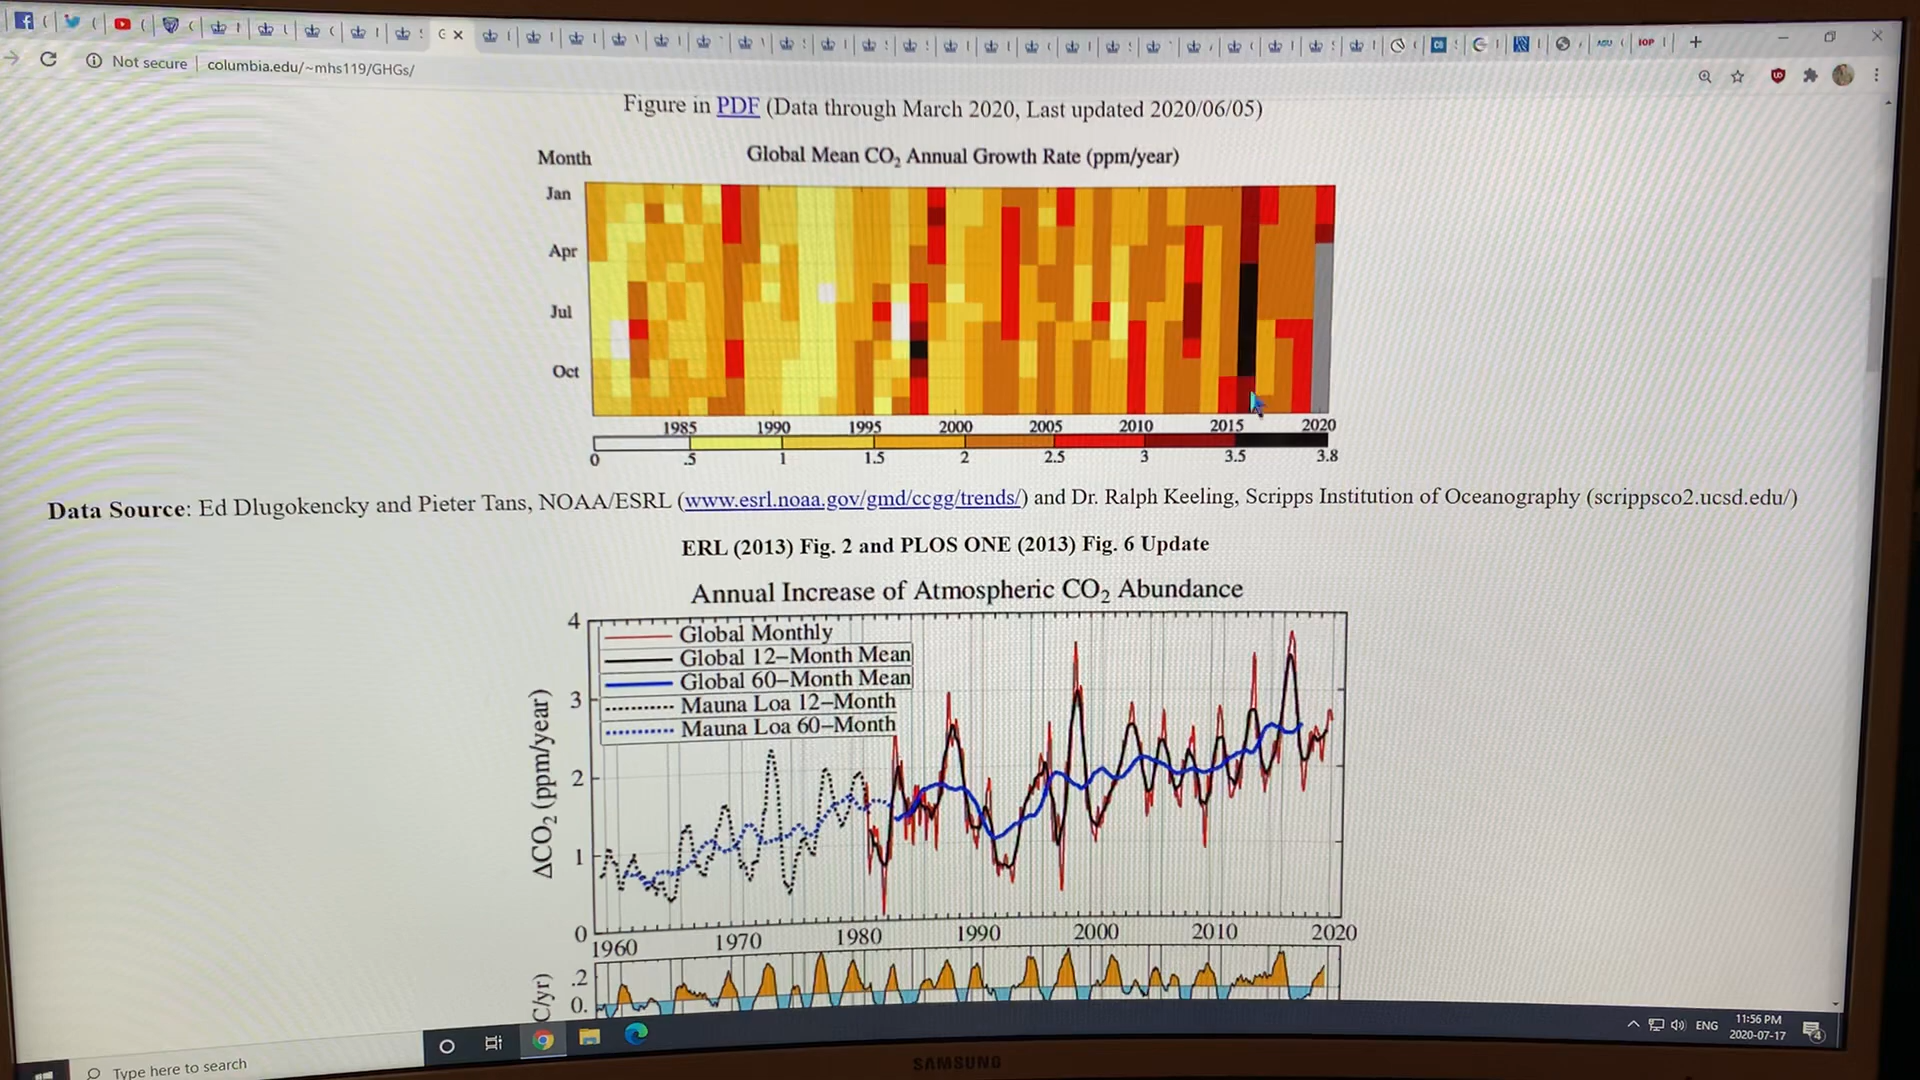 Not secure | columbia.edu/~mhs119/GHGs/
Figure in PDF (Data through March 2020, Last updated 2020/06/05)
Month
Global Mean CO2 Annual Growth Rate (ppm/year)
Jan
Apr
Jul
Oct
1985 1990 1995 2000 2005 2010 2015 2020
0 .5 1 1.5 2 2.5 3 3.5 3.8
Data Source: Ed Dlugokencky and Pieter Tans, NOAA/ESRL (www.esrl.noaa.gov/gmd/ccgg/trends/) and Dr. Ralph Keeling, Scripps Institution of Oceanography (scrippsco2.ucsd.edu/)
ERL (2013) Fig. 2 and PLOS ONE (2013) Fig. 6 Update
Annual Increase of Atmospheric CO2 Abundance
4
Global Monthly
Global 12-Month Mean
Global 60-Month Mean
Mauna Loa 12-Month
Mauna Loa 60-Month
3
2
1
0
ΔCO2 (ppm/year)
1960 1970 1980 1990 2000 2010 2020
.2
0.
C/yr)
ENG
11:56 PM
2020-07-17
4
Type here to search
SAMSUNG